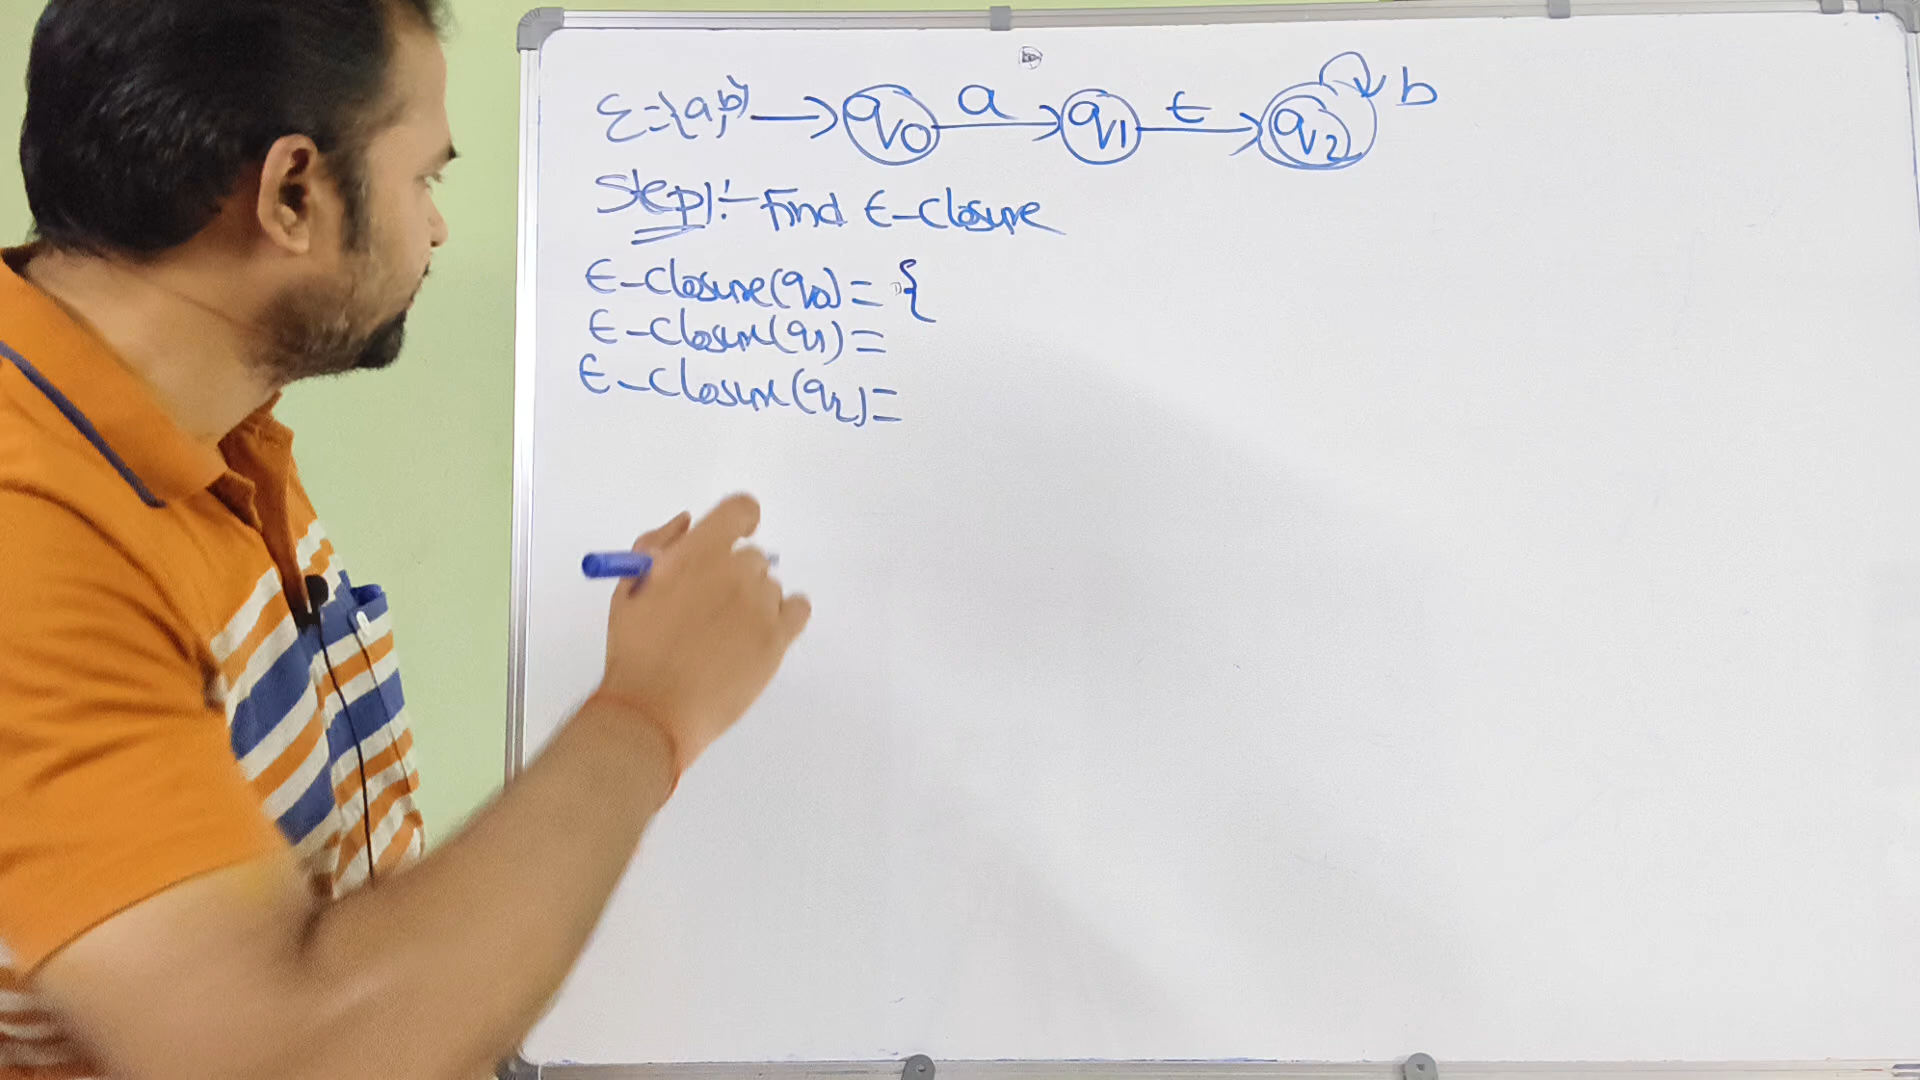 Σ={a,b} → q0 a q1 ϵ q2 b
Step1:- Find ϵ-closure
ϵ-closure(q0) = {
ϵ-closure(q1) =
ϵ-closure(q2) =